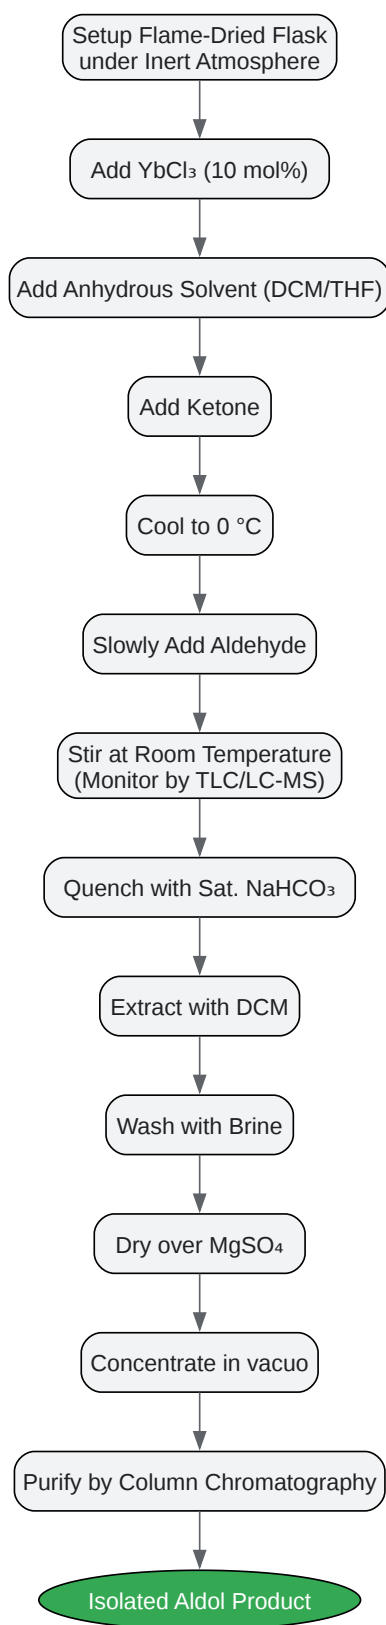 Setup Flame-Dried Flask
under Inert Atmosphere
Add YbCl₃ (10 mol%)
Add Anhydrous Solvent (DCM/THF)
Add Ketone
Cool to 0 °C
Slowly Add Aldehyde
Stir at Room Temperature
(Monitor by TLC/LC-MS)
Quench with Sat. NaHCO₃
Extract with DCM
Wash with Brine
Dry over MgSO₄
Concentrate in vacuo
Purify by Column Chromatography
Isolated Aldol Product